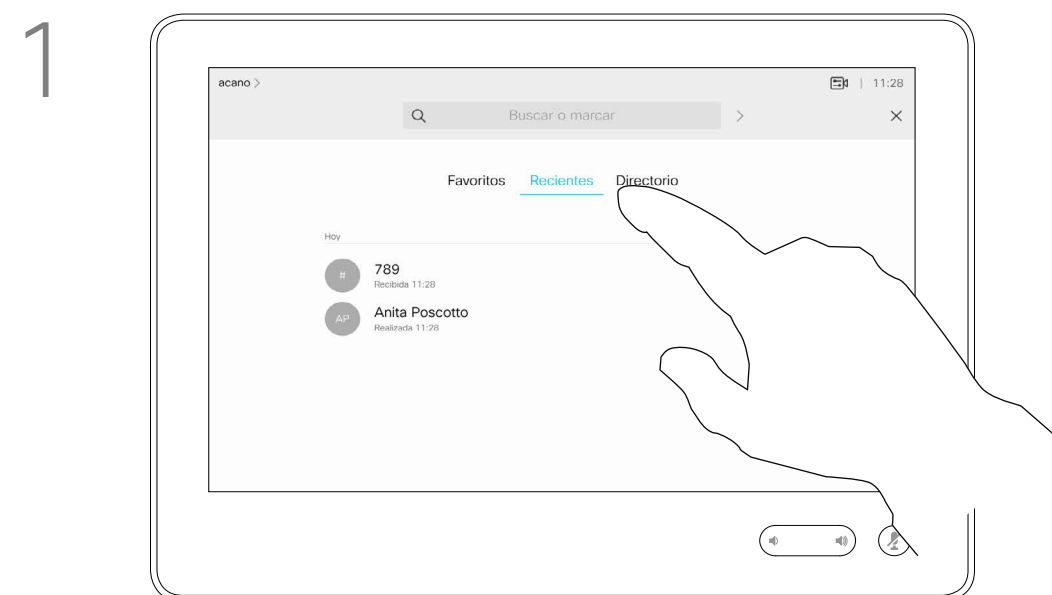 1
acano >
11:28
Buscar o marcar
Favoritos Recientes Directorio
Hoy
# 789
Recibida 11:28
AP Anita Poscotto
Realizada 11:28